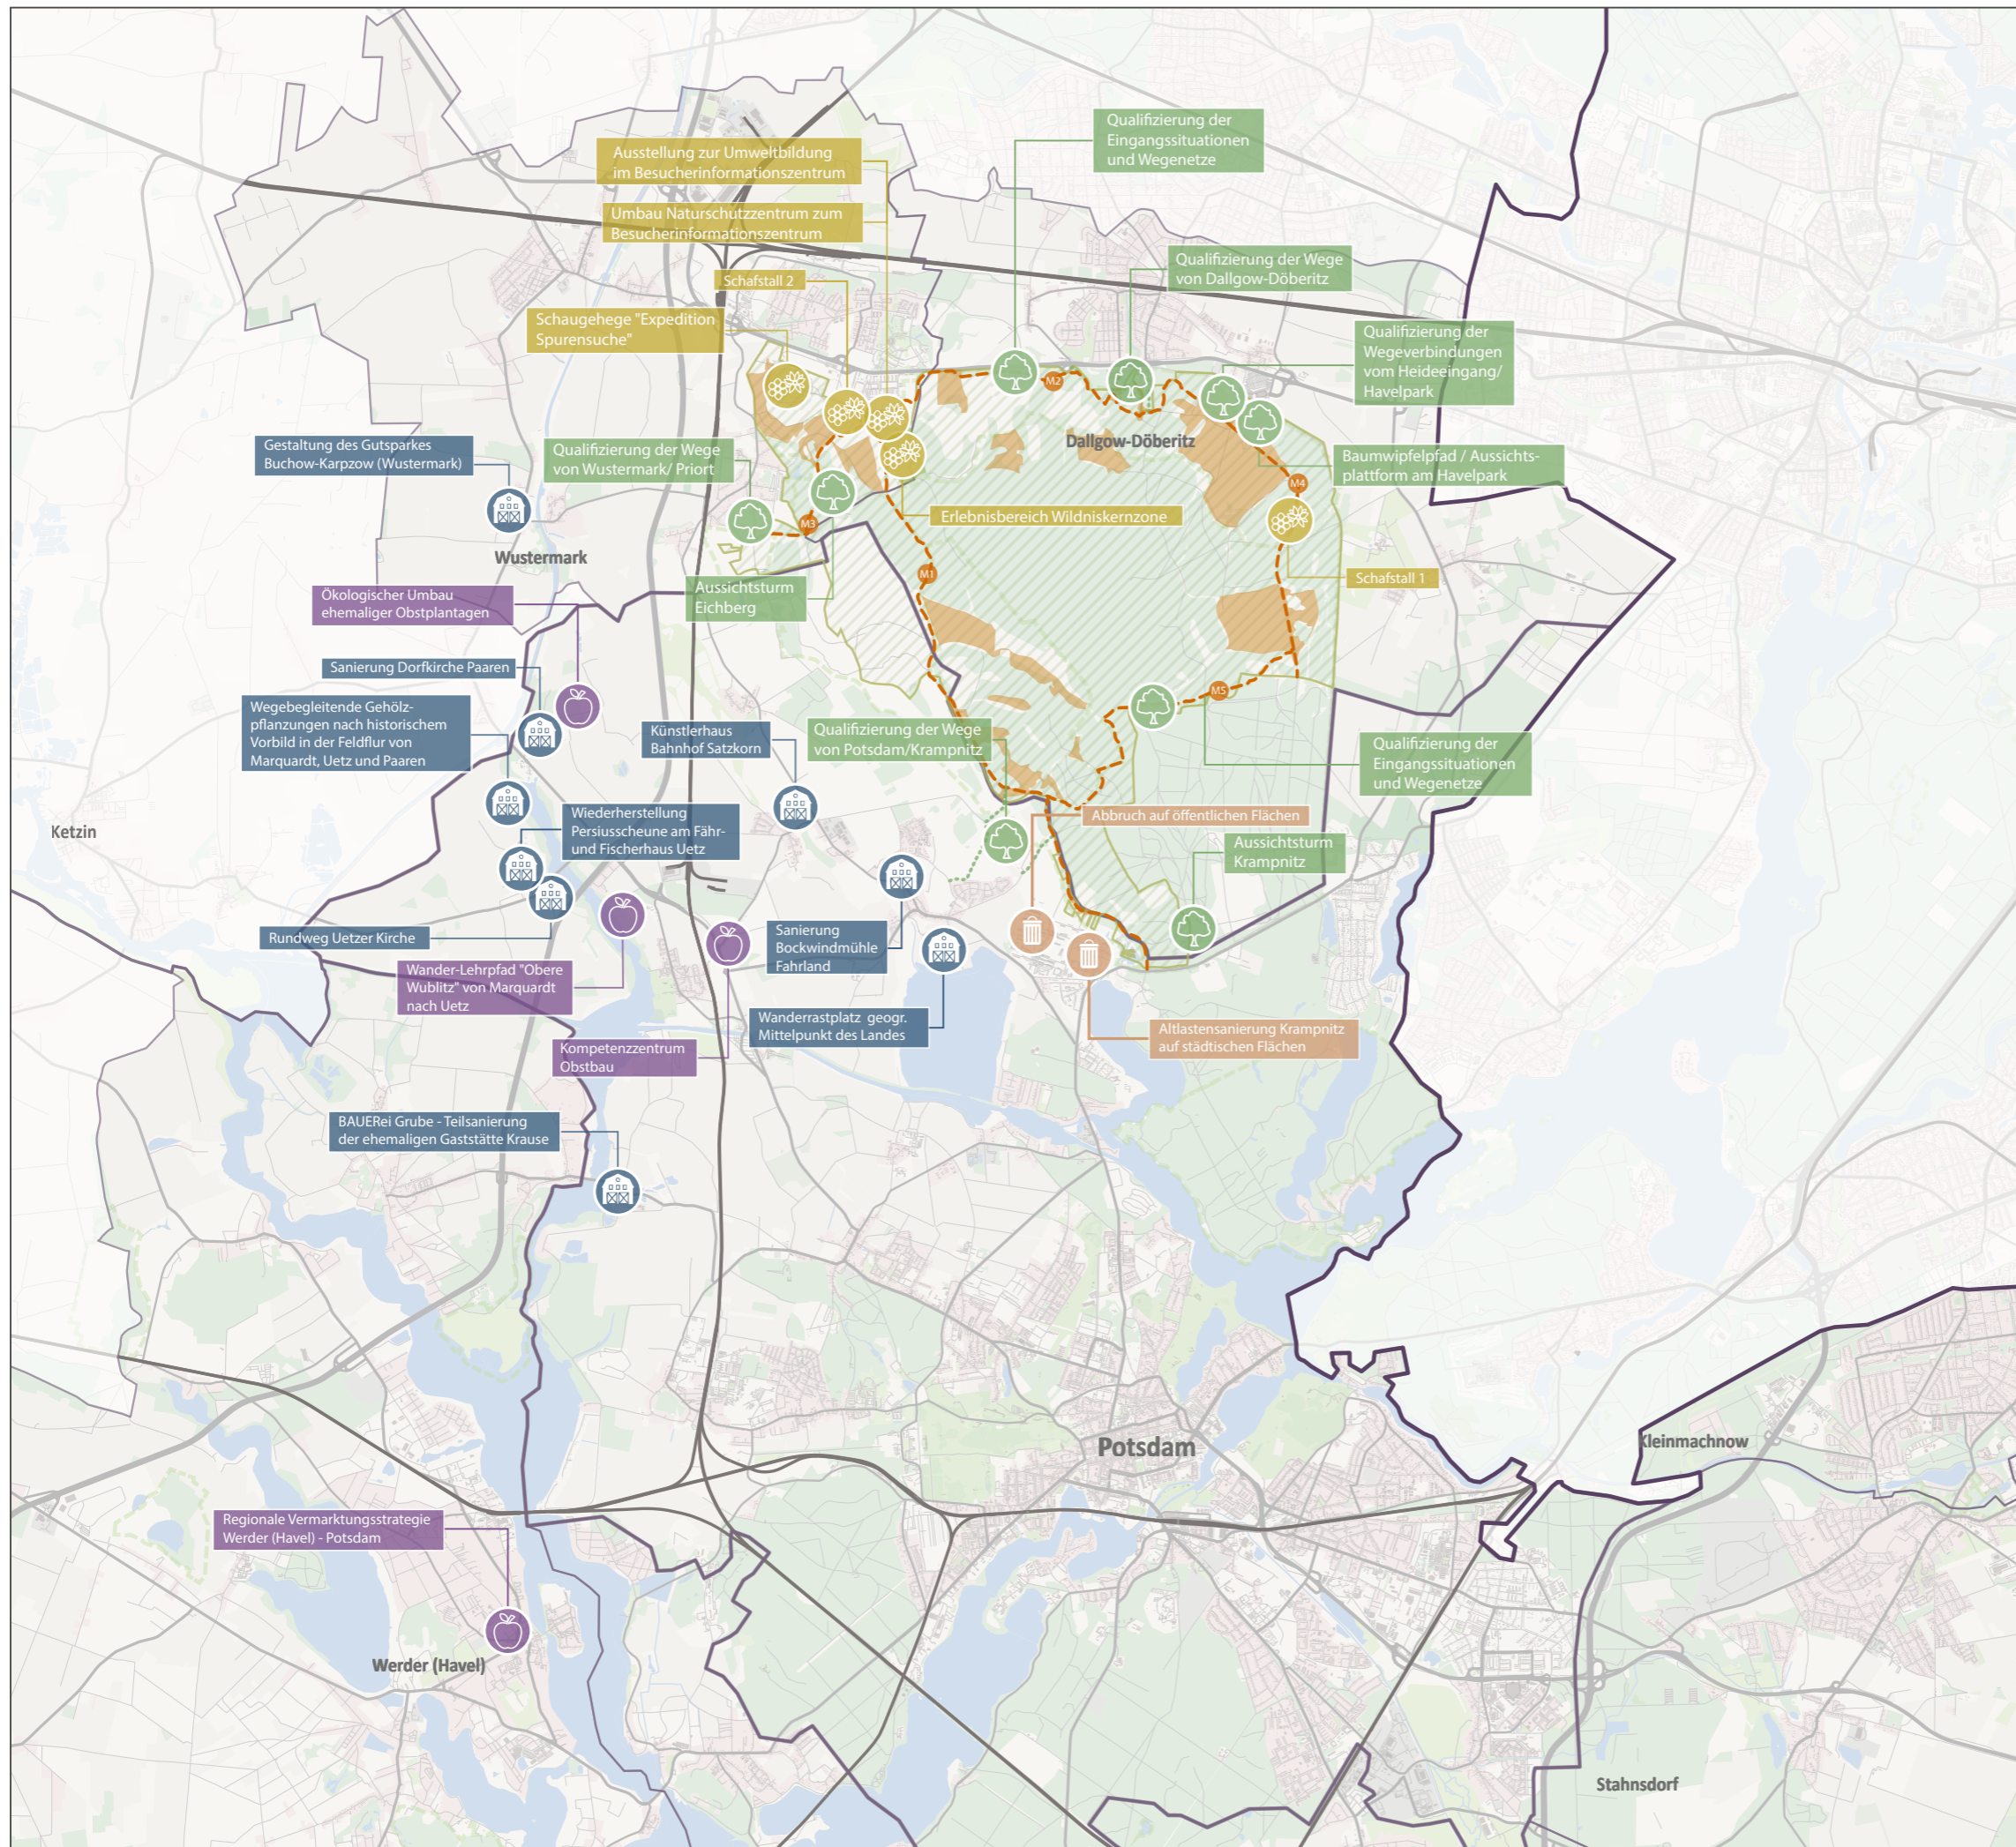 Qualifizierung der
Eingangssituationen
und Wegenetze
Ausstellung zur Umweltbildung
im Besucherinformationszentrum
Umbau Naturschutzzentrum zum
Besucherinformationszentrum
Qualifizierung der Wege
von Dallgow-Döberitz
Schafstall 2
Schaugehege "Expedition
Spurensuche"
Qualifizierung der
Wegeverbindungen
vom Heideeingang/
Havelpark
M2
Dallgow-Döberitz
Gestaltung des Gutsparkes
Buchow-Karpzow (Wustermark)
Qualifizierung der Wege
von Wustermark/ Priort
Baumwipfelpfad / Aussichts-
plattform am Havelpark
M4
Erlebnisbereich Wildniskernzone
M3
Wustermark
M1
Schafstall 1
Aussichtsturm
Eichberg
Ökologischer Umbau
ehemaliger Obstplantagen
Sanierung Dorfkirche Paaren
M5
Wegebegleitende Gehölz-
pflanzungen nach historischem
Vorbild in der Feldflur von
Marquardt, Uetz und Paaren
Künstlerhaus
Bahnhof Satzkorn
Qualifizierung der Wege
von Potsdam/Krampnitz
Qualifizierung der
Eingangssituationen
und Wegenetze
Ketzin
Wiederherstellung
Persiusscheune am Fähr-
und Fischerhaus Uetz
Abbruch auf öffentlichen Flächen
Aussichtsturm
Krampnitz
Rundweg Uetzer Kirche
Sanierung
Bockwindmühle
Fahrland
Wander-Lehrpfad "Obere
Wublitz" von Marquardt
nach Uetz
Wanderrastplatz geogr.
Mittelpunkt des Landes
Altlastensanierung Krampnitz
auf städtischen Flächen
Kompetenzzentrum
Obstbau
BAUERei Grube - Teilsanierung
der ehemaligen Gaststätte Krause
Potsdam
Kleinmachnow
Regionale Vermarktungsstrategie
Werder (Havel) - Potsdam
Werder (Havel)
Stahnsdorf